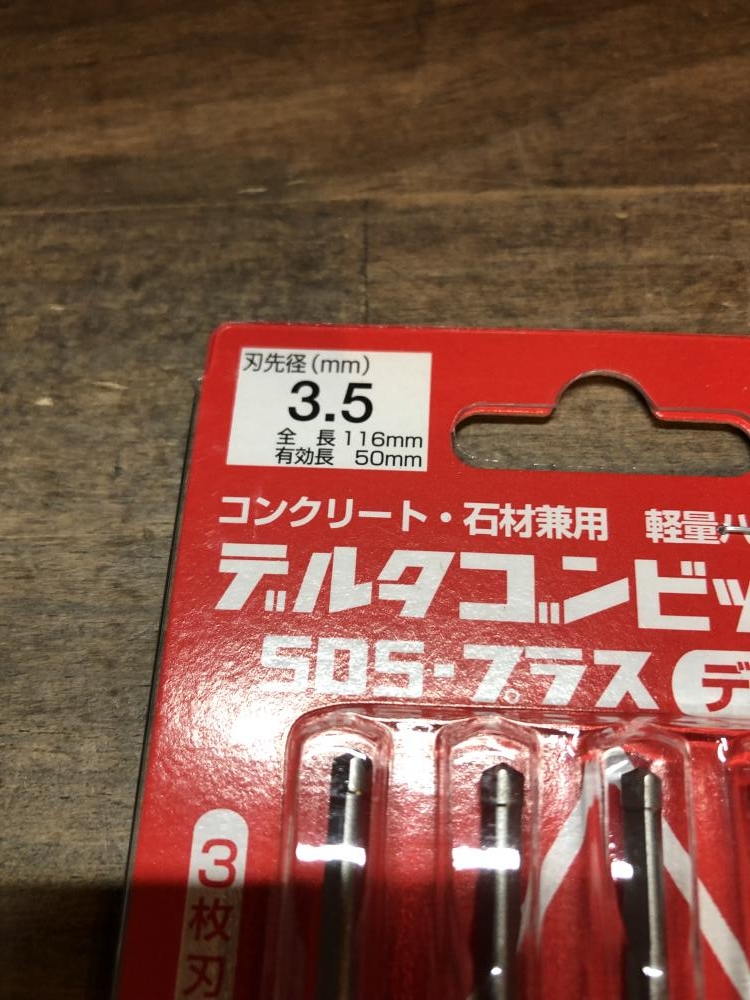 刃先径(mm)
3.5
全 長 116mm
有効長 50mm
コンクリート・石材兼用 軽量ハ
デルタゴンビッ
SDS-プラス デ
3枚刃